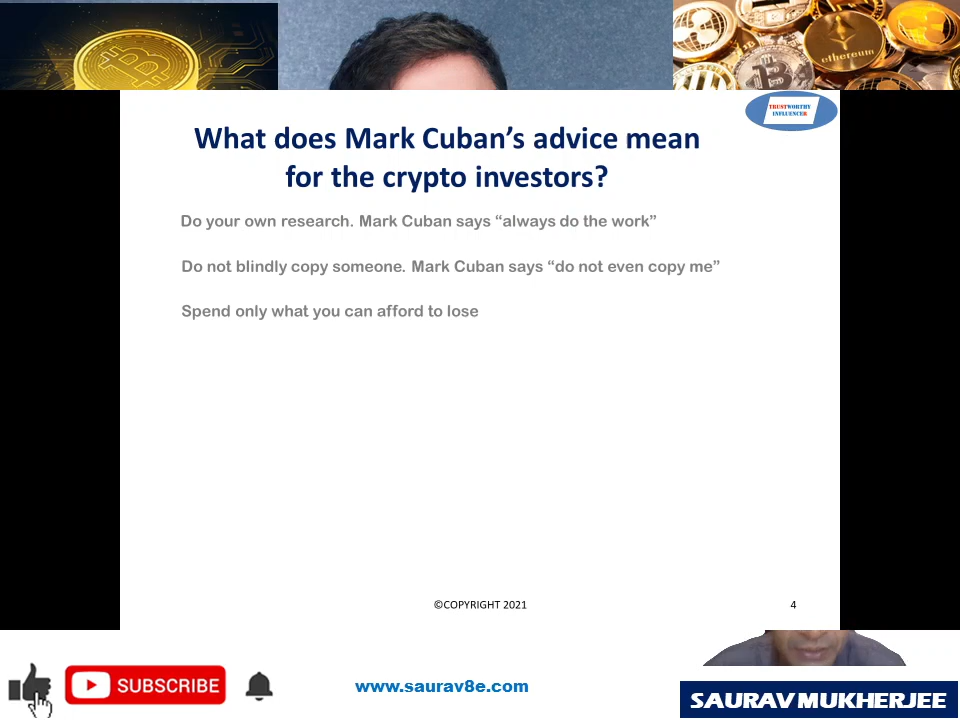 ethereum
TRUSTWORTHY
INFLUENCER
What does Mark Cuban’s advice mean
for the crypto investors?
Do your own research. Mark Cuban says “always do the work”
Do not blindly copy someone. Mark Cuban says “do not even copy me”
Spend only what you can afford to lose
©COPYRIGHT 2021
4
SUBSCRIBE
www.saurav8e.com
SAURAV MUKHERJEE